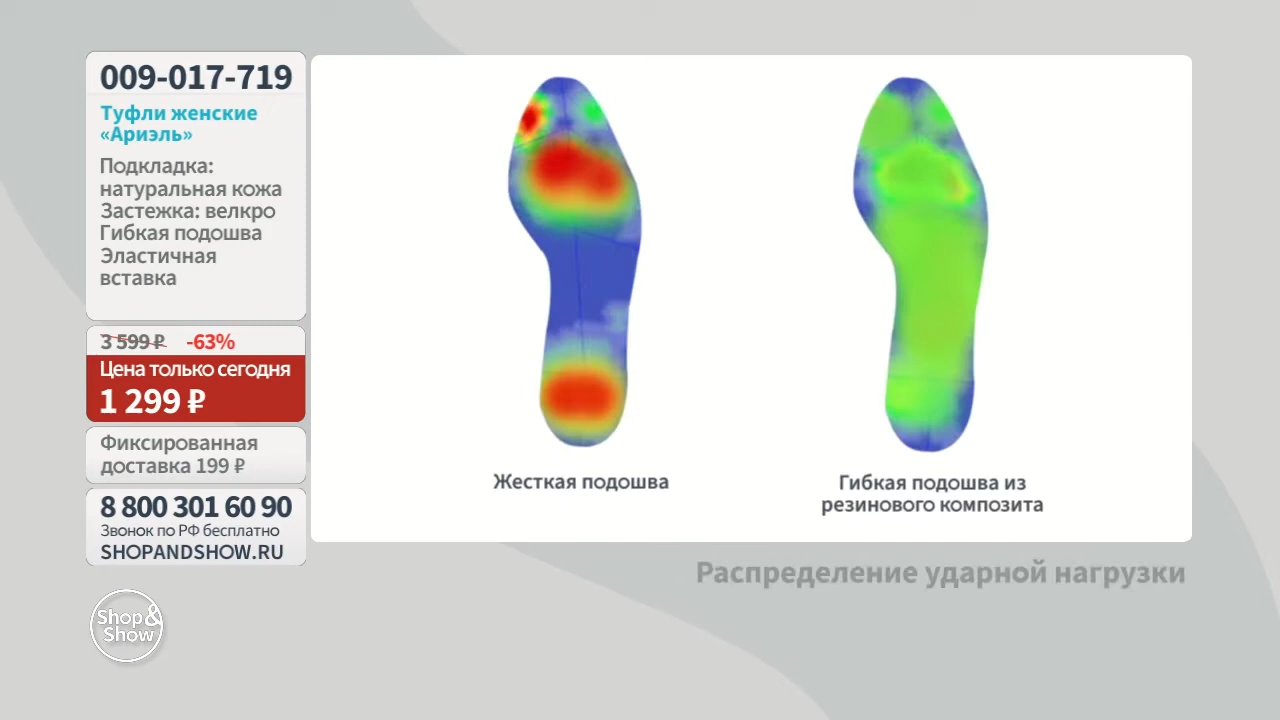 009-017-719
Туфли женские
«Ариэль»
Подкладка:
натуральная кожа
Застежка: велкро
Гибкая подошва
Эластичная
вставка
3 599 ₽ -63%
Цена только сегодня
1 299 ₽
Фиксированная
доставка 199 ₽
8 800 301 60 90
Звонок по РФ бесплатно
SHOPANDSHOW.RU
Shop&
Show
Жесткая подошва
Гибкая подошва из
резинового композита
Распределение ударной нагрузки